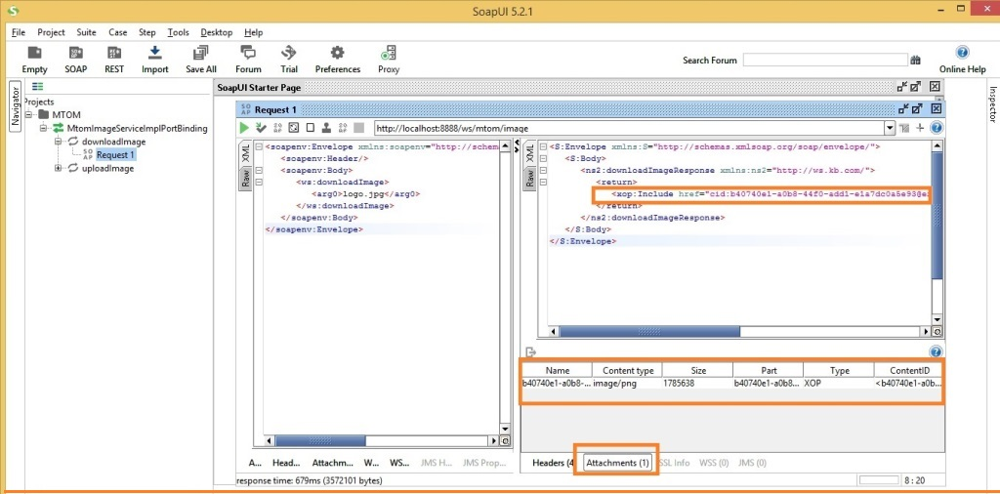 SoapUI 5.2.1
File Project Suite Case Step Tools Desktop Help
Empty SOAP REST Import Save All Forum Trial Preferences Proxy
Search Forum
Online Help
Navigator
Projects
MTOM
MtomImageServiceImplPortBinding
downloadImage
SO AP Request 1
uploadImage
SoapUI Starter Page
SO AP Request 1
http://localhost:8888/ws/mtom/image
XML
Raw
<soapenv:Envelope xmlns:soapenv="http://schema
<soapenv:Header/>
<soapenv:Body>
<ws:downloadImage>
<arg0>logo.jpg</arg0>
</ws:downloadImage>
</soapenv:Body>
</soapenv:Envelope>
A... Head... Attachm... W... WS... JMS H... JMS Prop...
response time: 679ms (3572101 bytes)
XML
Raw
<S:Envelope xmlns:S="http://schemas.xmlsoap.org/soap/envelope/">
<S:Body>
<ns2:downloadImageResponse xmlns:ns2="http://ws.kb.com/">
<return>
<xop:Include href="cid:b40740e1-a0b8-44f0-add1-e1a7dc0a5e93@e
</return>
</ns2:downloadImageResponse>
</S:Body>
</S:Envelope>
Name Content type Size Part Type ContentID
b40740e1-a0b8-... image/png 1785638 b40740e1-a0b8... XOP <b40740e1-a0b...
Headers (4 Attachments (1) SSL Info WSS (0) JMS (0)
8 : 20
Inspector